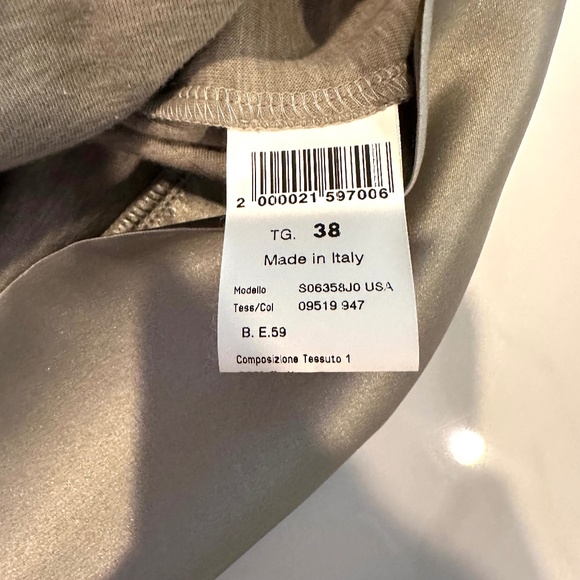 2 000021 597006
TG. 38
Made in Italy
Modello S06358J0 USA
Tess/Col 09519 947
B. E.59
Composizione Tessuto 1